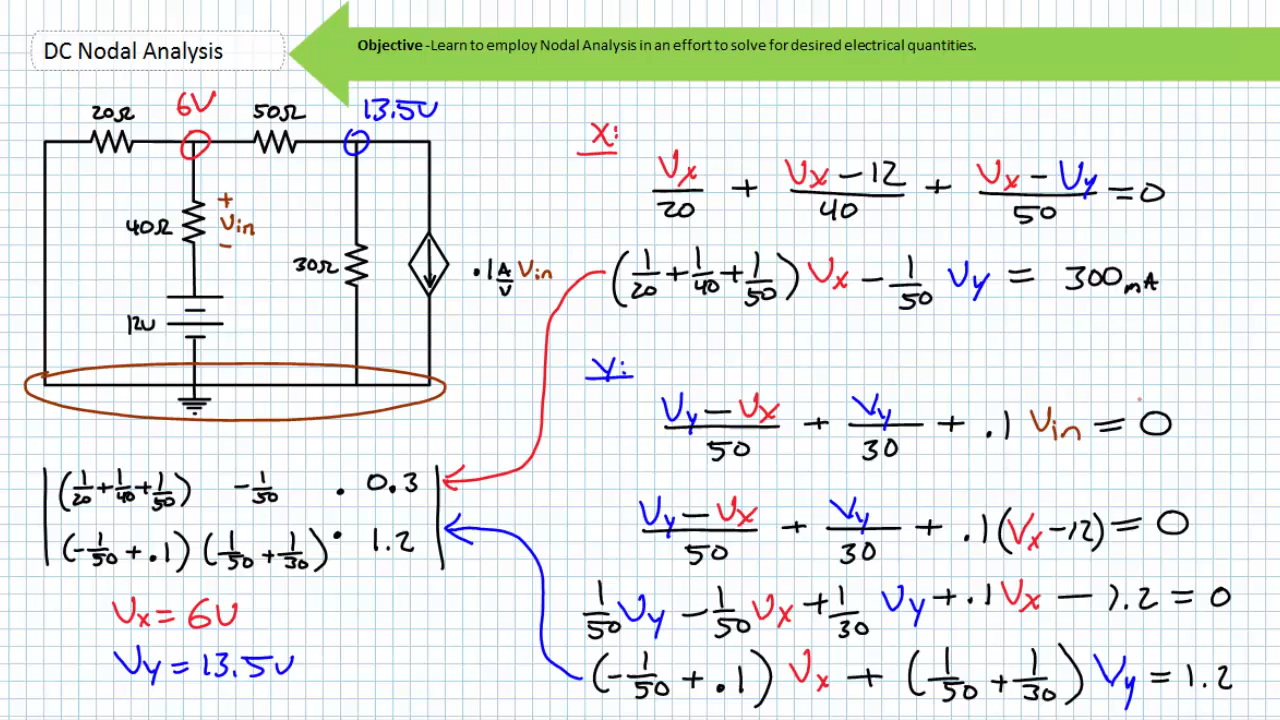 DC Nodal Analysis
Objective -Learn to employ Nodal Analysis in an effort to solve for desired electrical quantities.
20Ω 6V 50Ω 13.5V
40Ω + Vin −
30Ω .1 A/V Vin
12V
X:
Vx/20 + (Vx − 12)/40 + (Vx − Vy)/50 = 0
(1/20 + 1/40 + 1/50) Vx − 1/50 Vy = 300mA
Y:
(Vy − Vx)/50 + Vy/30 + .1 Vin = 0
(Vy − Vx)/50 + Vy/30 + .1(Vx − 12) = 0
1/50 Vy − 1/50 Vx + 1/30 Vy + .1 Vx − 1.2 = 0
(−1/50 + .1) Vx + (1/50 + 1/30) Vy = 1.2
(1/20 + 1/40 + 1/50) −1/50 . 0.3
(−1/50 + .1) (1/50 + 1/30) . 1.2
Vx = 6V
Vy = 13.5V